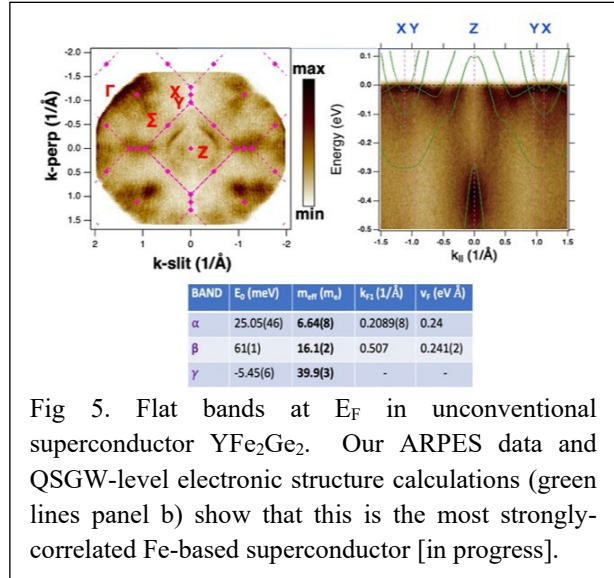 X Y Z Y X
-2.0
-1.5
-1.0
-0.5
0.0
0.5
1.0
1.5
k-perp (1/Å)
Γ
X
Y
Σ
Z
2 1 0 -1 -2
k-slit (1/Å)
max
min
0.1
0.0
-0.1
-0.2
-0.3
-0.4
-0.5
Energy (eV)
-1.5 -1.0 -0.5 0.0 0.5 1.0 1.5
k|| (1/Å)
BAND E₀ (meV) mₑff (mₑ) kF1 (1/Å) vF (eV Å)
α 25.05(46) 6.64(8) 0.2089(8) 0.24
β 61(1) 16.1(2) 0.507 0.241(2)
γ -5.45(6) 39.9(3) - -
Fig 5. Flat bands at EF in unconventional
superconductor YFe₂Ge₂. Our ARPES data and
QSGW-level electronic structure calculations (green
lines panel b) show that this is the most strongly-
correlated Fe-based superconductor [in progress].